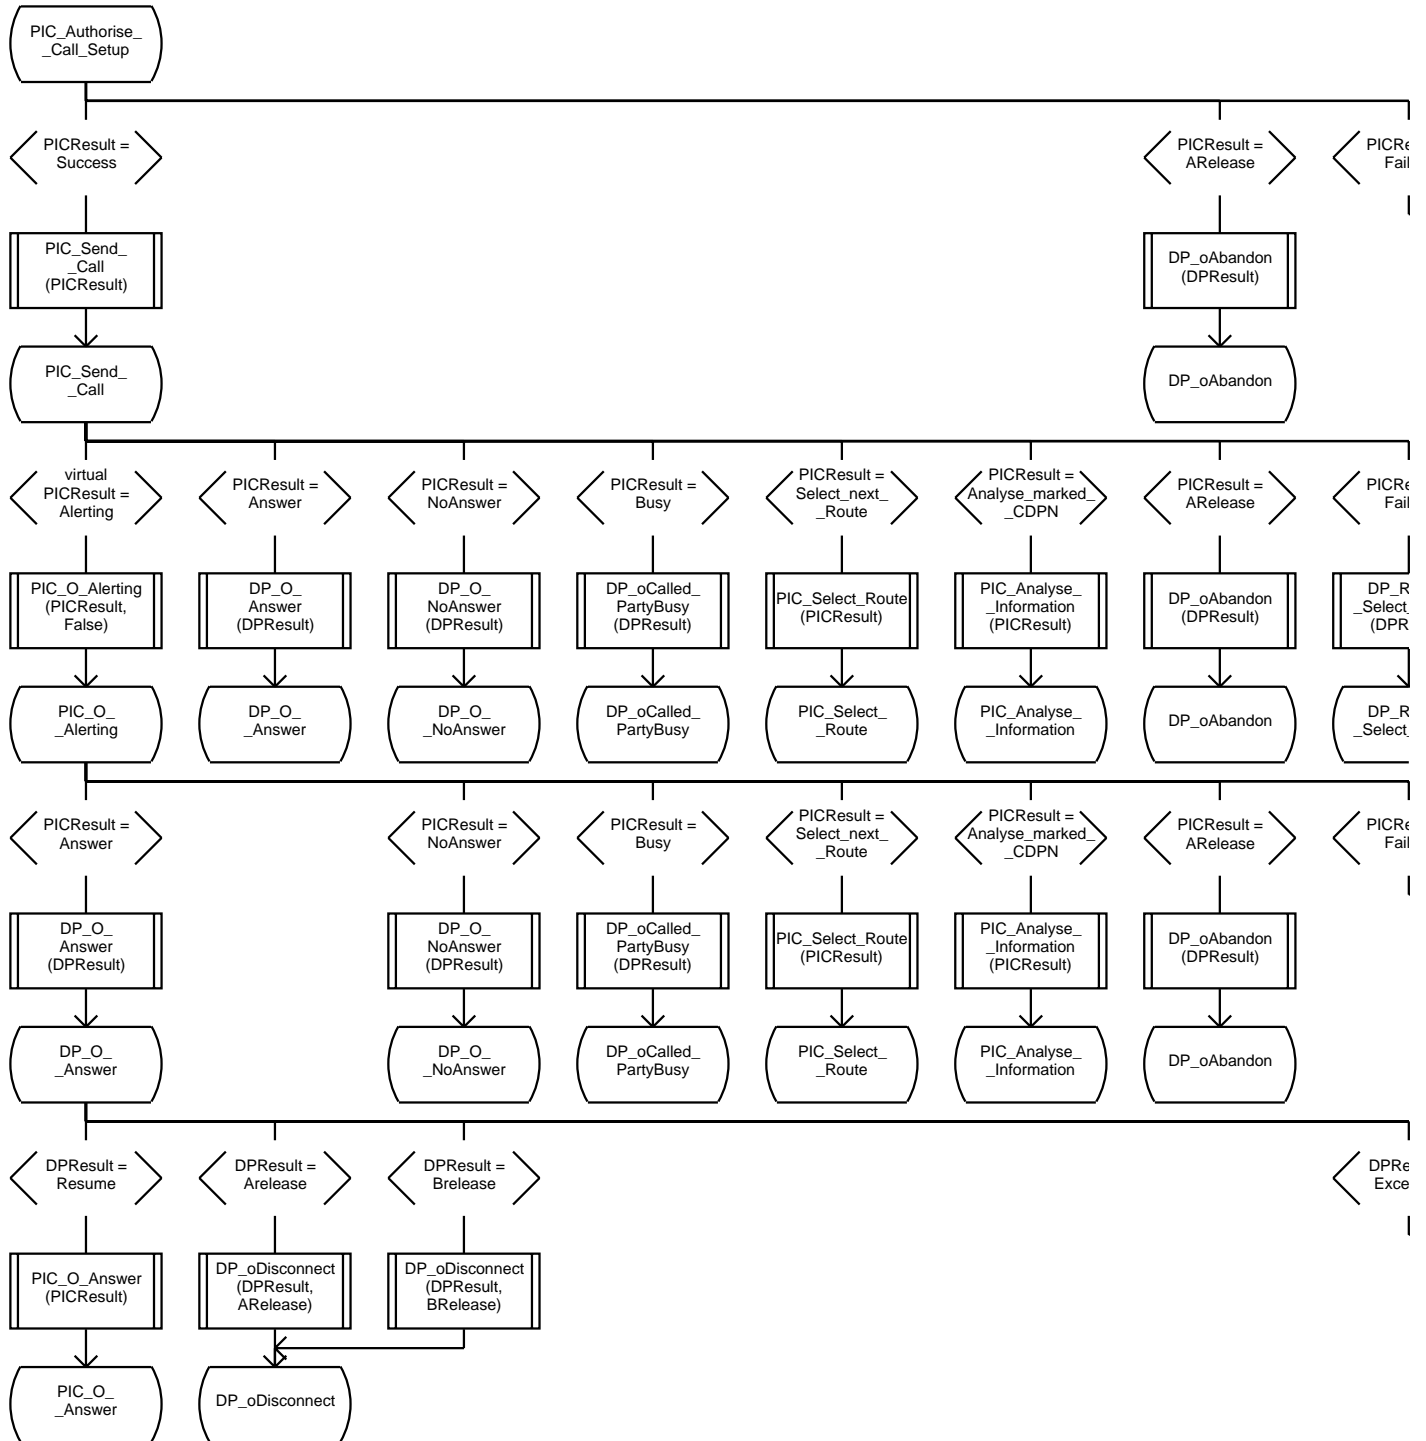 PIC_Authorise_
_Call_Setup
PICResult =
Success
PICResult =
ARelease
PIC_Send_
_Call
(PICResult)
DP_oAbandon
(DPResult)
PIC_Send_
_Call
DP_oAbandon
virtual
PICResult =
Alerting
PICResult =
Answer
PICResult =
NoAnswer
PICResult =
Busy
PICResult =
Select_next_
_Route
PICResult =
Analyse_marked_
_CDPN
PICResult =
ARelease
PIC_O_Alerting
(PICResult,
False)
DP_O_
Answer
(DPResult)
DP_O_
NoAnswer
(DPResult)
DP_oCalled_
PartyBusy
(DPResult)
PIC_Select_Route
(PICResult)
PIC_Analyse_
_Information
(PICResult)
DP_oAbandon
(DPResult)
PIC_O_
_Alerting
DP_O_
_Answer
DP_O_
_NoAnswer
DP_oCalled_
PartyBusy
PIC_Select_
_Route
PIC_Analyse_
_Information
DP_oAbandon
PICResult =
Answer
PICResult =
NoAnswer
PICResult =
Busy
PICResult =
Select_next_
_Route
PICResult =
Analyse_marked_
_CDPN
PICResult =
ARelease
DP_O_
Answer
(DPResult)
DP_O_
NoAnswer
(DPResult)
DP_oCalled_
PartyBusy
(DPResult)
PIC_Select_Route
(PICResult)
PIC_Analyse_
_Information
(PICResult)
DP_oAbandon
(DPResult)
DP_O_
_Answer
DP_O_
_NoAnswer
DP_oCalled_
PartyBusy
PIC_Select_
_Route
PIC_Analyse_
_Information
DP_oAbandon
DPResult =
Resume
DPResult =
Arelease
DPResult =
Brelease
PIC_O_Answer
(PICResult)
DP_oDisconnect
(DPResult,
ARelease)
DP_oDisconnect
(DPResult,
BRelease)
PIC_O_
_Answer
DP_oDisconnect